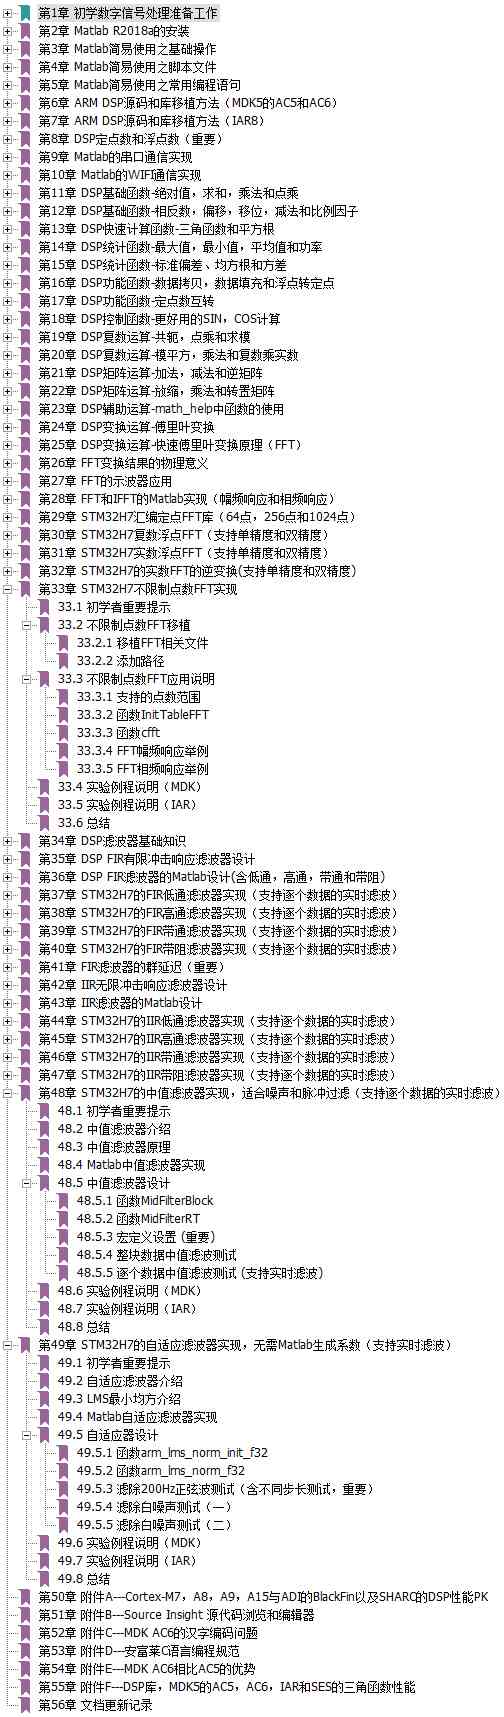 第1章 初学数字信号处理准备工作
第2章 Matlab R2018a的安装
第3章 Matlab简易使用之基础操作
第4章 Matlab简易使用之脚本文件
第5章 Matlab简易使用之常用编程语句
第6章 ARM DSP源码和库移植方法（MDK5的AC5和AC6）
第7章 ARM DSP源码和库移植方法（IAR8）
第8章 DSP定点数和浮点数（重要）
第9章 Matlab的串口通信实现
第10章 Matlab的WIFI通信实现
第11章 DSP基础函数-绝对值，求和，乘法和点乘
第12章 DSP基础函数-相反数，偏移，移位，减法和比例因子
第13章 DSP快速计算函数-三角函数和平方根
第14章 DSP统计函数-最大值，最小值，平均值和功率
第15章 DSP统计函数-标准偏差、均方根和方差
第16章 DSP功能函数-数据拷贝，数据填充和浮点转定点
第17章 DSP功能函数-定点数互转
第18章 DSP控制函数-更好用的SIN，COS计算
第19章 DSP复数运算-共轭，点乘和求模
第20章 DSP复数运算-模平方，乘法和复数乘实数
第21章 DSP矩阵运算-加法，减法和逆矩阵
第22章 DSP矩阵运算-放缩，乘法和转置矩阵
第23章 DSP辅助运算-math_help中函数的使用
第24章 DSP变换运算-傅里叶变换
第25章 DSP变换运算-快速傅里叶变换原理（FFT）
第26章 FFT变换结果的物理意义
第27章 FFT的示波器应用
第28章 FFT和IFFT的Matlab实现（幅频响应和相频响应）
第29章 STM32H7汇编定点FFT库（64点，256点和1024点）
第30章 STM32H7复数浮点FFT（支持单精度和双精度）
第31章 STM32H7实数浮点FFT（支持单精度和双精度）
第32章 STM32H7的实数FFT的逆变换(支持单精度和双精度)
第33章 STM32H7不限制点数FFT实现
33.1 初学者重要提示
33.2 不限制点数FFT移植
33.2.1 移植FFT相关文件
33.2.2 添加路径
33.3 不限制点数FFT应用说明
33.3.1 支持的点数范围
33.3.2 函数InitTableFFT
33.3.3 函数cfft
33.3.4 FFT幅频响应举例
33.3.5 FFT相频响应举例
33.4 实验例程说明（MDK）
33.5 实验例程说明（IAR）
33.6 总结
第34章 DSP滤波器基础知识
第35章 DSP FIR有限冲击响应滤波器设计
第36章 DSP FIR滤波器的Matlab设计(含低通，高通，带通和带阻)
第37章 STM32H7的FIR低通滤波器实现（支持逐个数据的实时滤波）
第38章 STM32H7的FIR高通滤波器实现（支持逐个数据的实时滤波）
第39章 STM32H7的FIR带通滤波器实现（支持逐个数据的实时滤波）
第40章 STM32H7的FIR带阻滤波器实现（支持逐个数据的实时滤波）
第41章 FIR滤波器的群延迟（重要）
第42章 IIR无限冲击响应滤波器设计
第43章 IIR滤波器的Matlab设计
第44章 STM32H7的IIR低通滤波器实现（支持逐个数据的实时滤波）
第45章 STM32H7的IIR高通滤波器实现（支持逐个数据的实时滤波）
第46章 STM32H7的IIR带通滤波器实现（支持逐个数据的实时滤波）
第47章 STM32H7的IIR带阻滤波器实现（支持逐个数据的实时滤波）
第48章 STM32H7的中值滤波器实现，适合噪声和脉冲过滤（支持逐个数据的实时滤波）
48.1 初学者重要提示
48.2 中值滤波器介绍
48.3 中值滤波器原理
48.4 Matlab中值滤波器实现
48.5 中值滤波器设计
48.5.1 函数MidFilterBlock
48.5.2 函数MidFilterRT
48.5.3 宏定义设置 (重要）
48.5.4 整块数据中值滤波测试
48.5.5 逐个数据中值滤波测试 (支持实时滤波)
48.6 实验例程说明（MDK）
48.7 实验例程说明（IAR）
48.8 总结
第49章 STM32H7的自适应滤波器实现，无需Matlab生成系数（支持实时滤波）
49.1 初学者重要提示
49.2 自适应滤波器介绍
49.3 LMS最小均方介绍
49.4 Matlab自适应滤波器实现
49.5 自适应器设计
49.5.1 函数arm_lms_norm_init_f32
49.5.2 函数arm_lms_norm_f32
49.5.3 滤除200Hz正弦波测试（含不同步长测试，重要）
49.5.4 滤除白噪声测试（一）
49.5.5 滤除白噪声测试（二）
49.6 实验例程说明（MDK）
49.7 实验例程说明（IAR）
49.8 总结
第50章 附件A---Cortex-M7，A8，A9，A15与ADI的BlackFin以及SHARC的DSP性能PK
第51章 附件B---Source Insight 源代码浏览和编辑器
第52章 附件C---MDK AC6的汉字编码问题
第53章 附件D---安富莱C语言编程规范
第54章 附件E---MDK AC6相比AC5的优势
第55章 附件F---DSP库，MDK5的AC5，AC6，IAR和SES的三角函数性能
第56章 文档更新记录